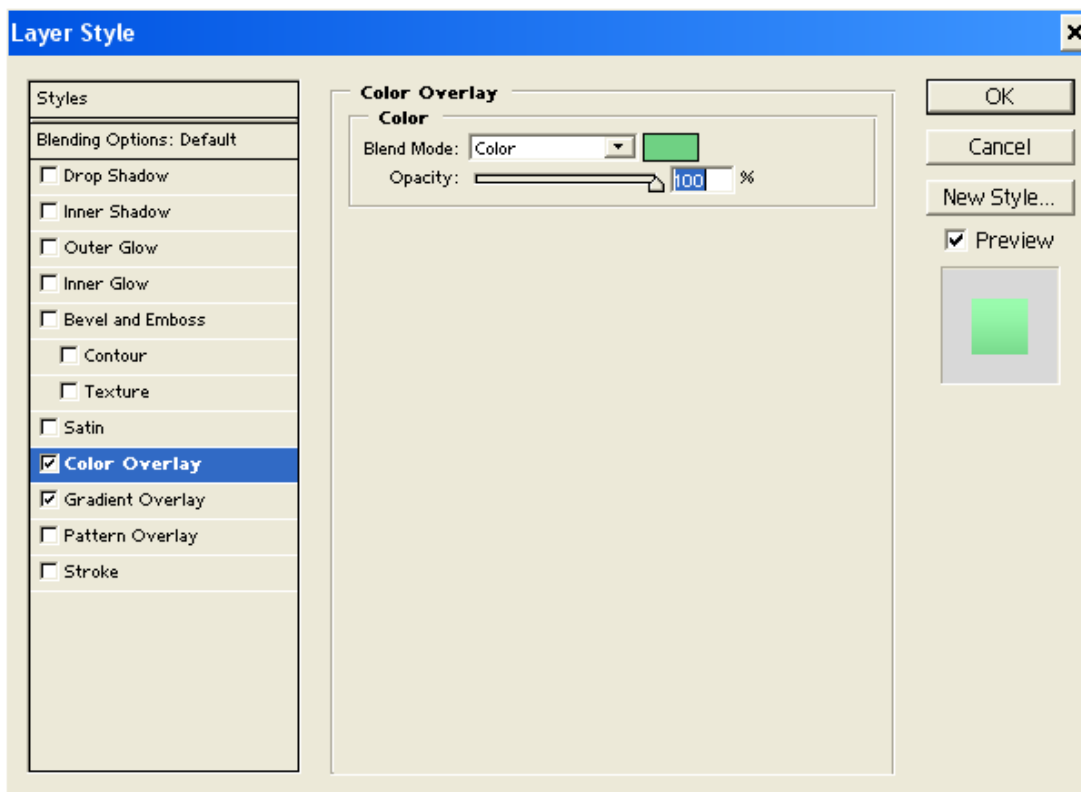 Layer Style
Styles
Blending Options: Default
Drop Shadow
Inner Shadow
Outer Glow
Inner Glow
Bevel and Emboss
Contour
Texture
Satin
Color Overlay
Gradient Overlay
Pattern Overlay
Stroke
Color Overlay
Color
Blend Mode: Color
Opacity: 100 %
OK
Cancel
New Style...
Preview